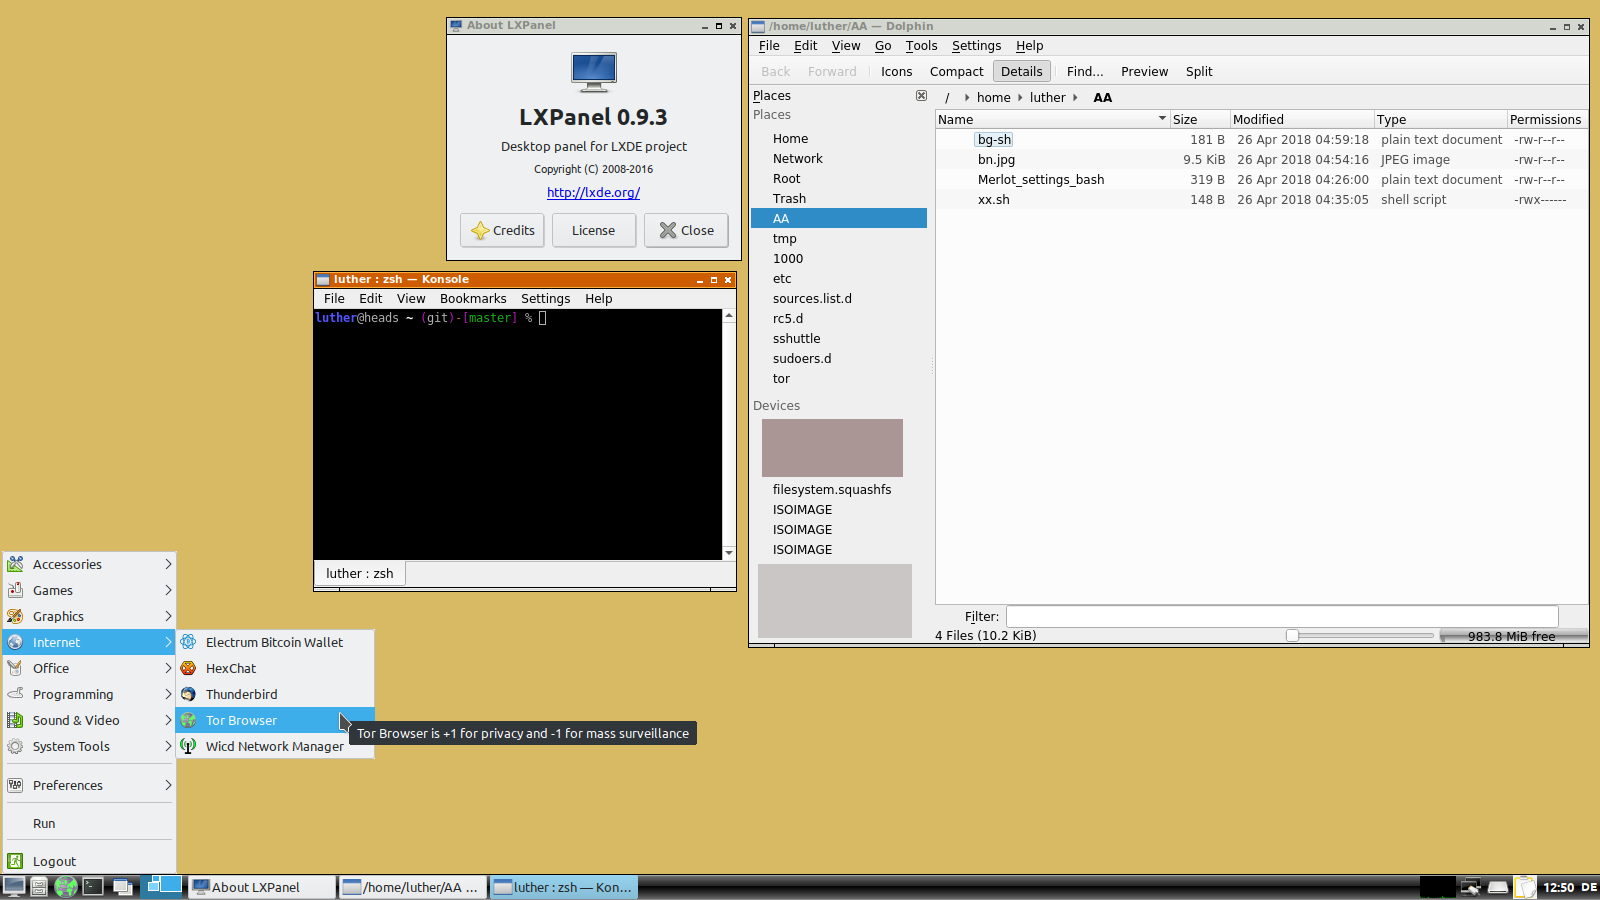 About LXPanel
LXPanel 0.9.3
Desktop panel for LXDE project
Copyright (C) 2008-2016
http://lxde.org/
Credits
License
Close
/home/luther/AA — Dolphin
File Edit View Go Tools Settings Help
Back Forward Icons Compact Details Find... Preview Split
Places
Places
Home
Network
Root
Trash
AA
tmp
1000
etc
sources.list.d
rc5.d
sshuttle
sudoers.d
tor
Devices
filesystem.squashfs
ISOIMAGE
ISOIMAGE
ISOIMAGE
/ home luther AA
Name Size Modified Type Permissions
bg-sh 181 B 26 Apr 2018 04:59:18 plain text document -rw-r--r--
bn.jpg 9.5 KiB 26 Apr 2018 04:54:16 JPEG image -rw-r--r--
Merlot_settings_bash 319 B 26 Apr 2018 04:26:00 plain text document -rw-r--r--
xx.sh 148 B 26 Apr 2018 04:35:05 shell script -rwx------
Filter:
4 Files (10.2 KiB)
983.8 MiB free
luther : zsh — Konsole
File Edit View Bookmarks Settings Help
luther@heads ~ (git)-[master] %
luther : zsh
Accessories
Games
Graphics
Internet
Office
Programming
Sound & Video
System Tools
Preferences
Run
Logout
Electrum Bitcoin Wallet
HexChat
Thunderbird
Tor Browser
Wicd Network Manager
Tor Browser is +1 for privacy and -1 for mass surveillance
About LXPanel
/home/luther/AA ...
luther : zsh — Kon...
12:50 DE